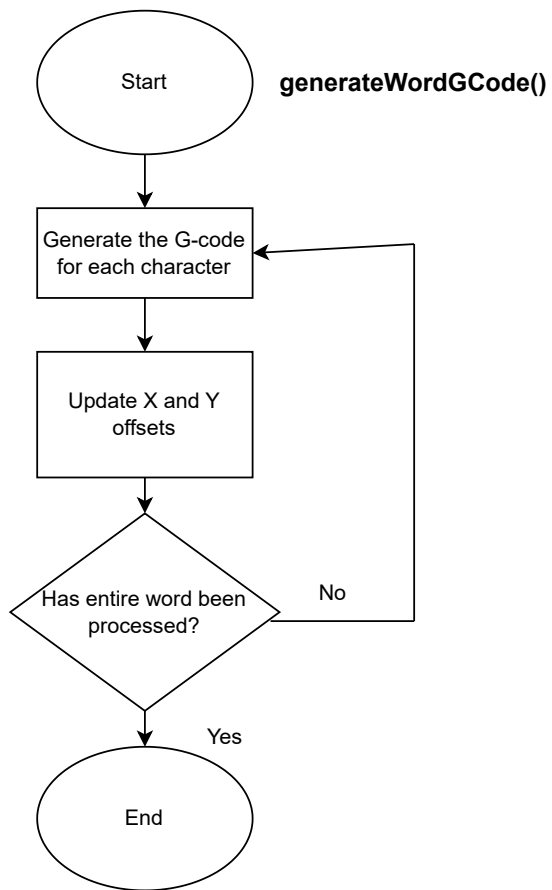 Start
generateWordGCode()
Generate the G-code
for each character
Update X and Y
offsets
Has entire word been
processed?
No
Yes
End